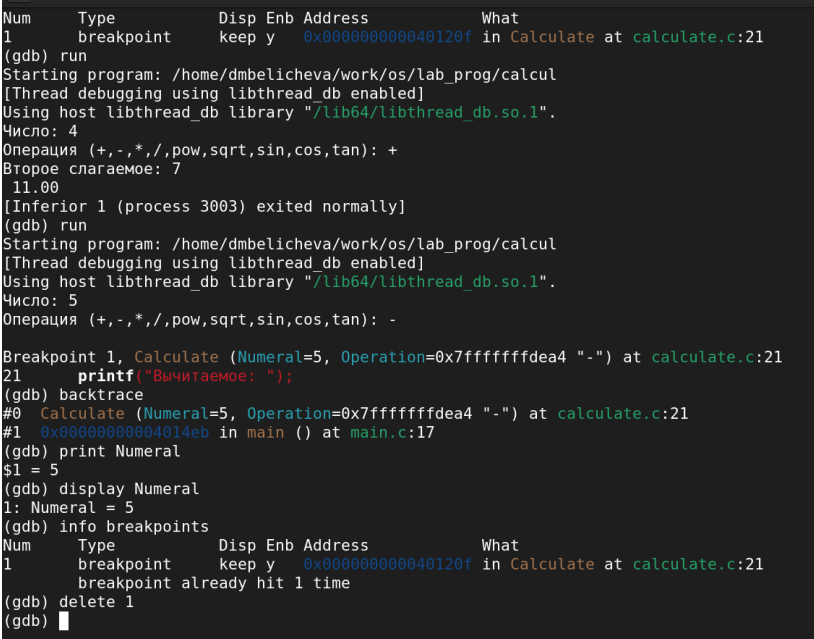 Num     Type           Disp Enb Address            What
1       breakpoint     keep y   0x000000000040120f in Calculate at calculate.c:21
(gdb) run
Starting program: /home/dmbelicheva/work/os/lab_prog/calcul
[Thread debugging using libthread_db enabled]
Using host libthread_db library "/lib64/libthread_db.so.1".
Число: 4
Операция (+,-,*,/,pow,sqrt,sin,cos,tan): +
Второе слагаемое: 7
 11.00
[Inferior 1 (process 3003) exited normally]
(gdb) run
Starting program: /home/dmbelicheva/work/os/lab_prog/calcul
[Thread debugging using libthread_db enabled]
Using host libthread_db library "/lib64/libthread_db.so.1".
Число: 5
Операция (+,-,*,/,pow,sqrt,sin,cos,tan): -

Breakpoint 1, Calculate (Numeral=5, Operation=0x7fffffffdea4 "-") at calculate.c:21
21      printf("Вычитаемое: ");
(gdb) backtrace
#0  Calculate (Numeral=5, Operation=0x7fffffffdea4 "-") at calculate.c:21
#1  0x00000000004014eb in main () at main.c:17
(gdb) print Numeral
$1 = 5
(gdb) display Numeral
1: Numeral = 5
(gdb) info breakpoints
Num     Type           Disp Enb Address            What
1       breakpoint     keep y   0x000000000040120f in Calculate at calculate.c:21
        breakpoint already hit 1 time
(gdb) delete 1
(gdb)